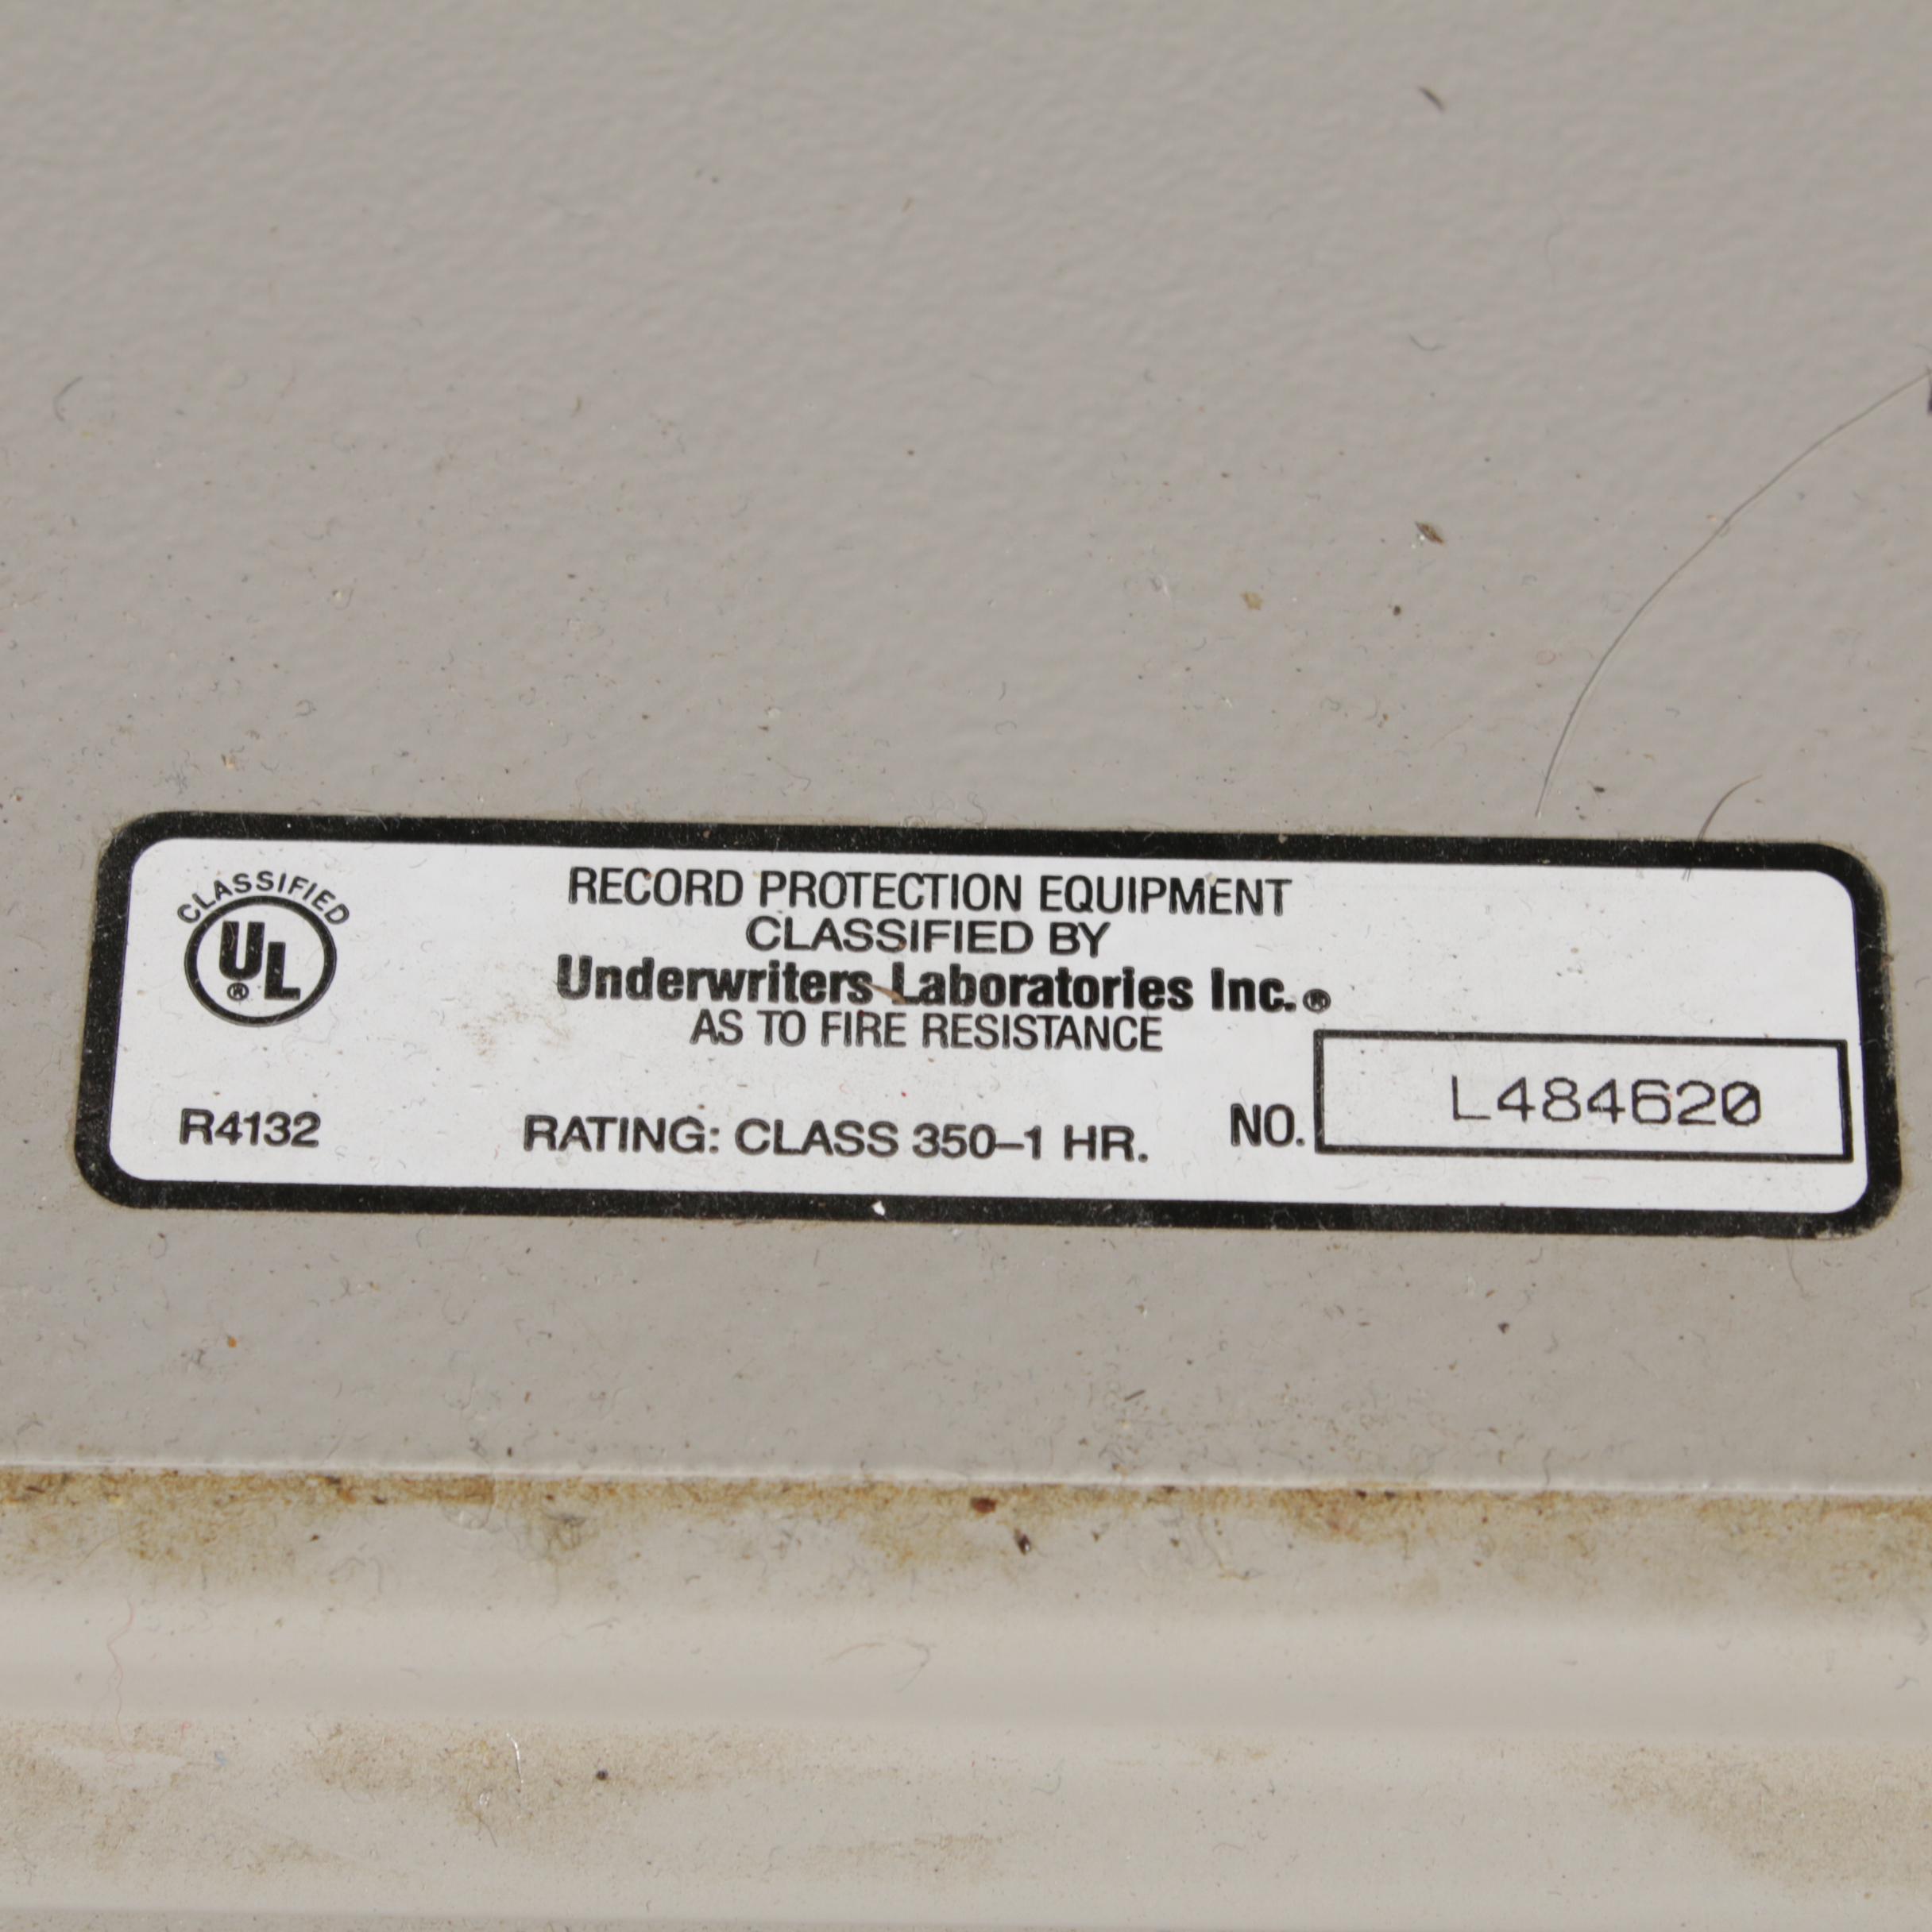 CLASSIFIED
UL®
RECORD PROTECTION EQUIPMENT
CLASSIFIED BY
Underwriters Laboratories Inc.®
AS TO FIRE RESISTANCE
R4132 RATING: CLASS 350–1 HR. NO. L484620